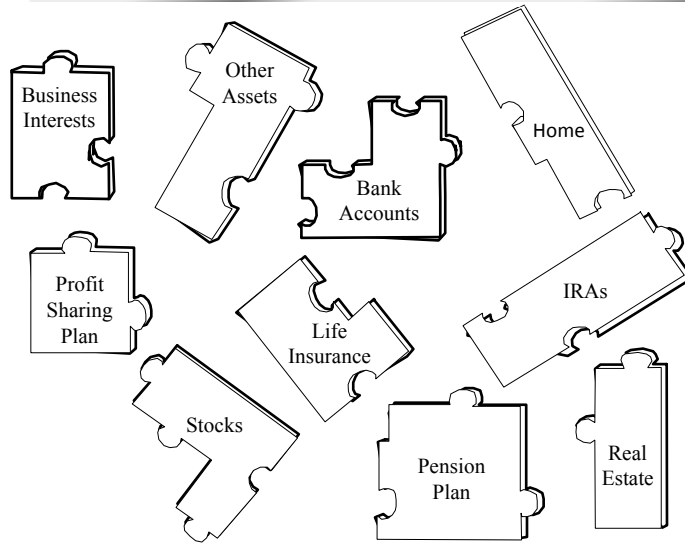 Business
Interests
Other
Assets
Bank
Accounts
Home
Profit
Sharing
Plan
Life
Insurance
IRAs
Stocks
Pension
Plan
Real
Estate